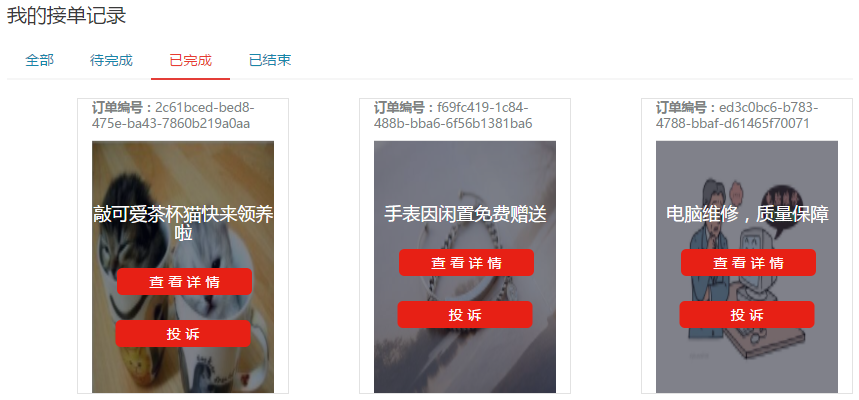 我的接单记录
全部 待完成 已完成 已结束
订单编号：2c61bced-bed8-
475e-ba43-7860b219a0aa
敲可爱茶杯猫快来领养
啦
查看详情
投诉
订单编号：f69fc419-1c84-
488b-bba6-6f56b1381ba6
手表因闲置免费赠送
查看详情
投诉
订单编号：ed3c0bc6-b783-
4788-bbaf-d61465f70071
电脑维修，质量保障
查看详情
投诉